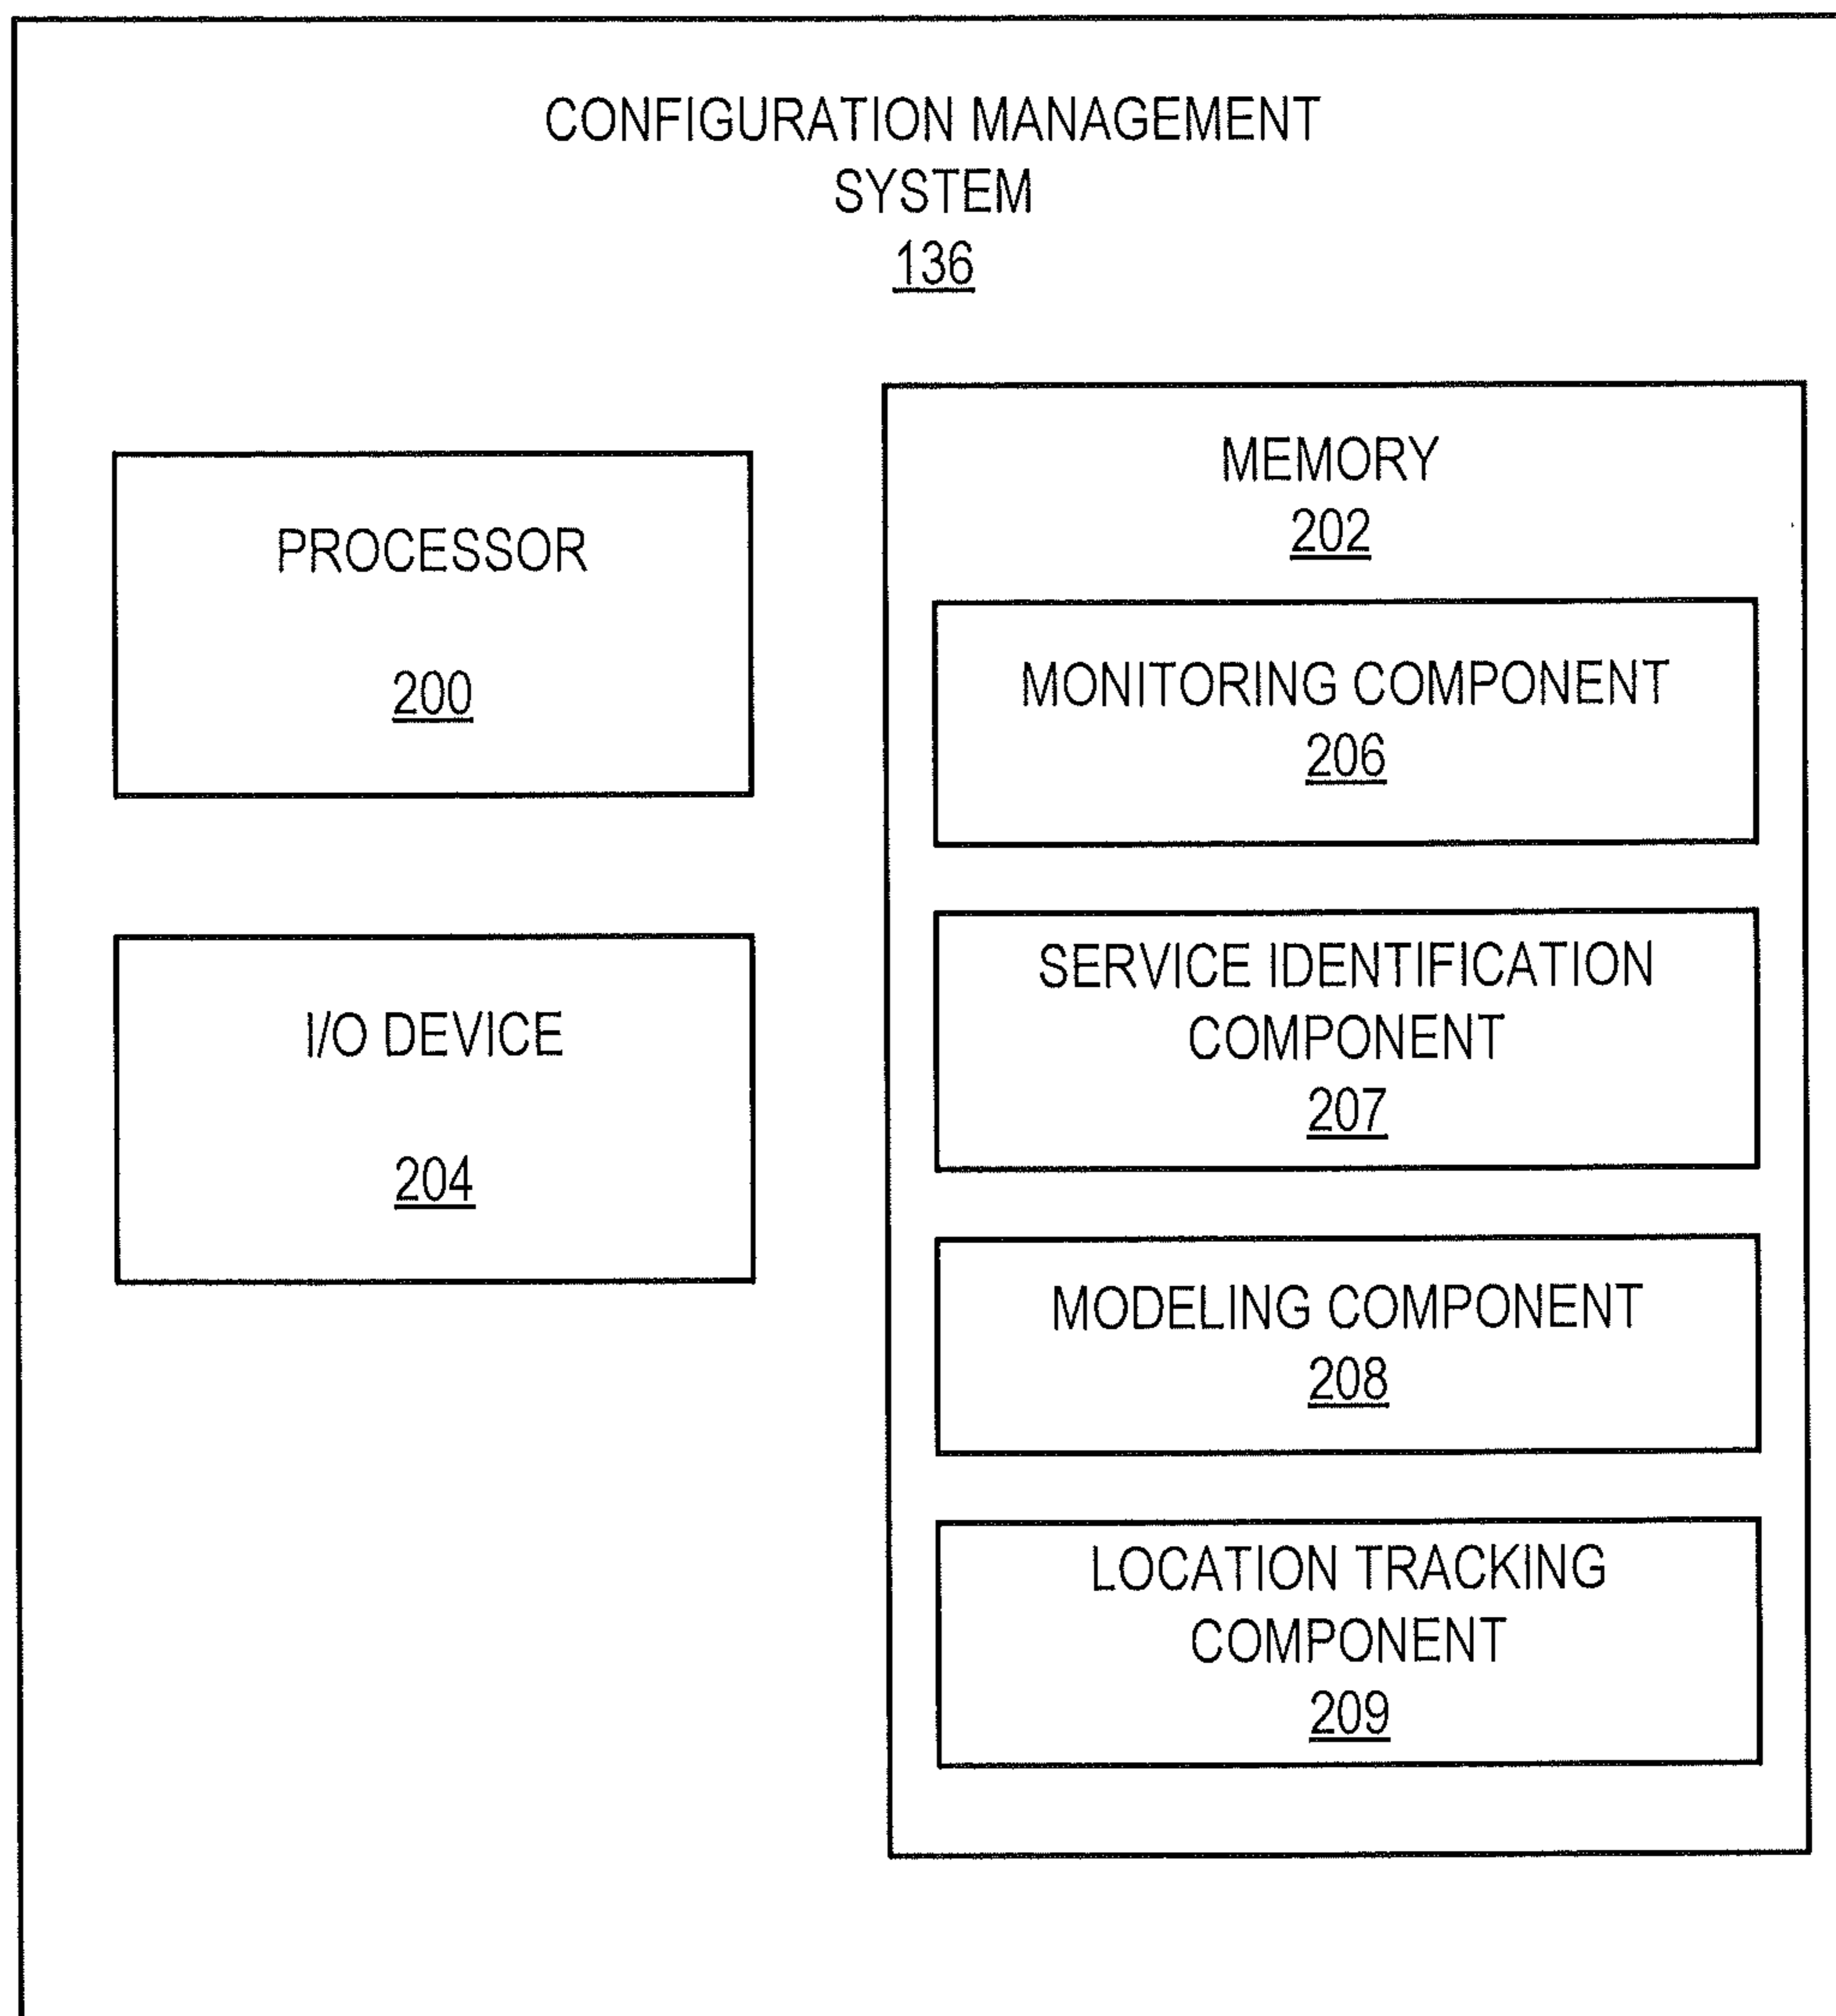 CONFIGURATION MANAGEMENT
SYSTEM
136
PROCESSOR
200
I/O DEVICE
204
MEMORY
202
MONITORING COMPONENT
206
SERVICE IDENTIFICATION
COMPONENT
207
MODELING COMPONENT
208
LOCATION TRACKING
COMPONENT
209